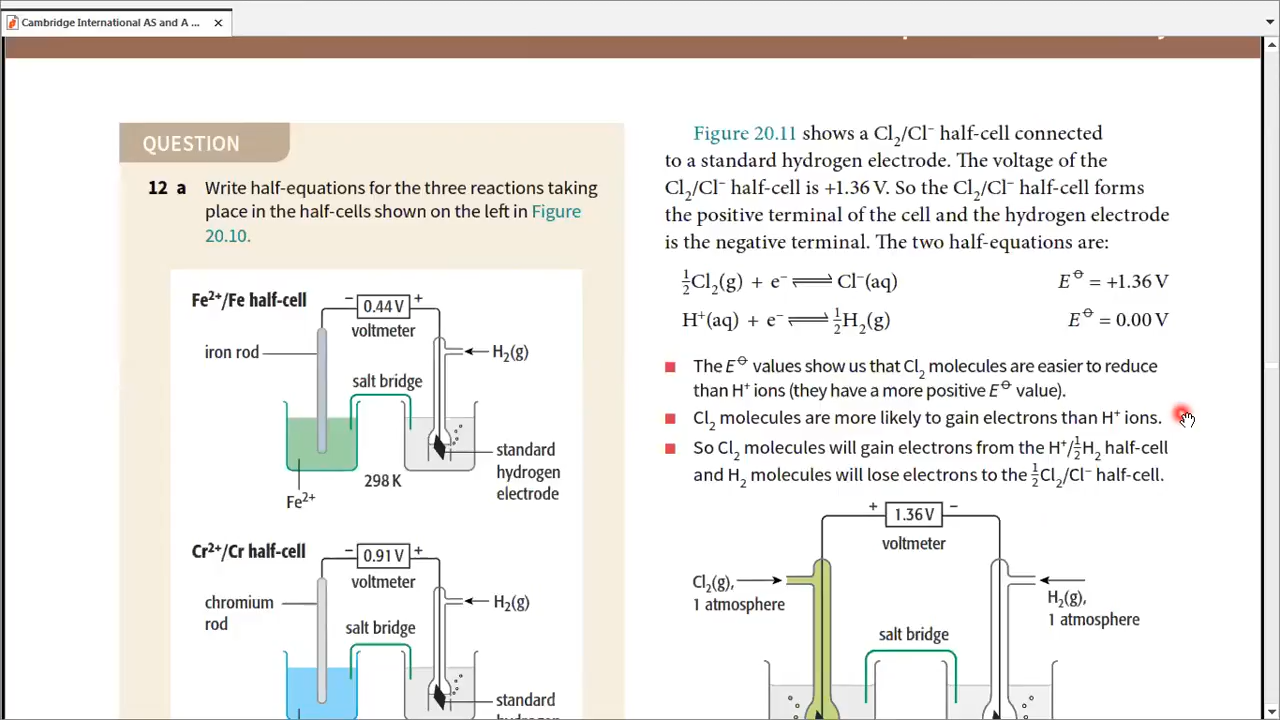 Cambridge International AS and A ...
QUESTION
12 a Write half-equations for the three reactions taking
place in the half-cells shown on the left in Figure
20.10.
Fe²⁺/Fe half-cell
− 0.44 V +
voltmeter
iron rod
H₂(g)
salt bridge
standard
hydrogen
electrode
298 K
Fe²⁺
Cr²⁺/Cr half-cell
− 0.91 V +
voltmeter
chromium
rod
H₂(g)
salt bridge
standard
Figure 20.11 shows a Cl₂/Cl⁻ half-cell connected
to a standard hydrogen electrode. The voltage of the
Cl₂/Cl⁻ half-cell is +1.36 V. So the Cl₂/Cl⁻ half-cell forms
the positive terminal of the cell and the hydrogen electrode
is the negative terminal. The two half-equations are:
½Cl₂(g) + e⁻ ⇌ Cl⁻(aq) E⦵ = +1.36 V
H⁺(aq) + e⁻ ⇌ ½H₂(g) E⦵ = 0.00 V
■ The E⦵ values show us that Cl₂ molecules are easier to reduce
than H⁺ ions (they have a more positive E⦵ value).
■ Cl₂ molecules are more likely to gain electrons than H⁺ ions.
■ So Cl₂ molecules will gain electrons from the H⁺/½H₂ half-cell
and H₂ molecules will lose electrons to the ½Cl₂/Cl⁻ half-cell.
+ 1.36 V −
voltmeter
Cl₂(g),
1 atmosphere
H₂(g),
1 atmosphere
salt bridge